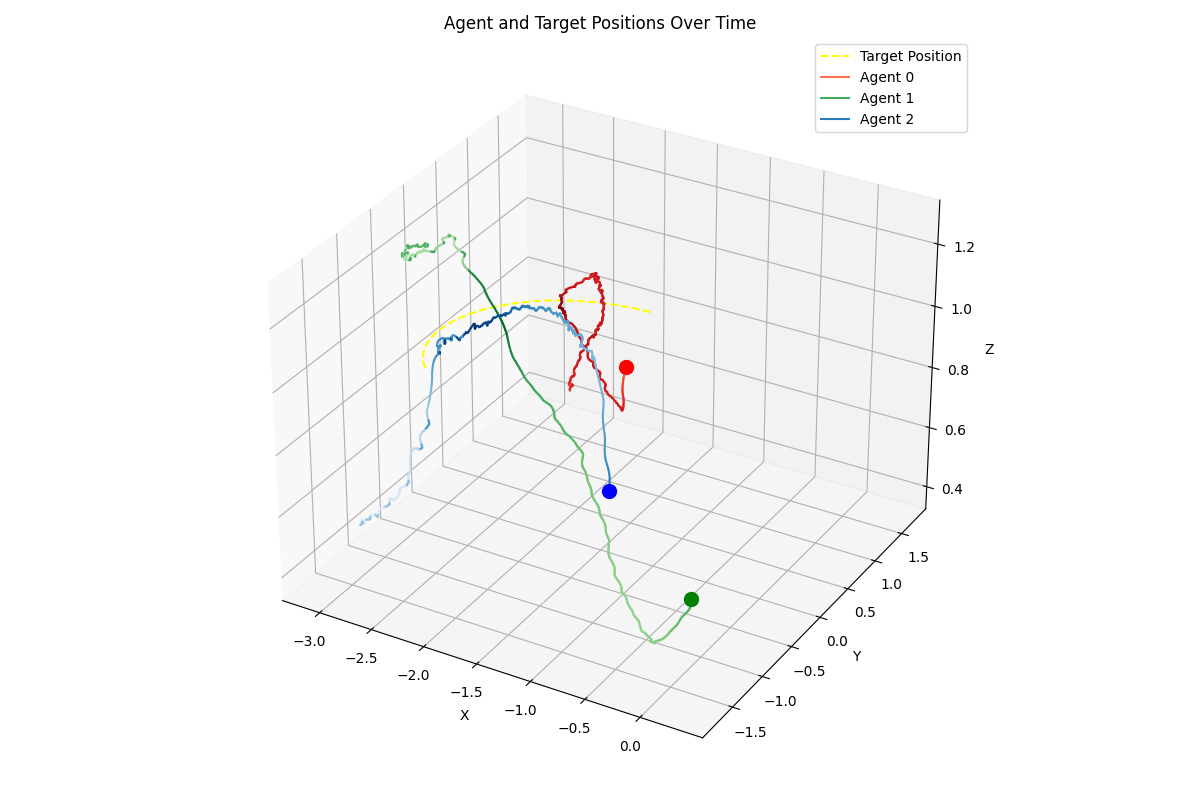 Agent and Target Positions Over Time
Target Position
Agent 0
Agent 1
Agent 2
1.2
1.0
Z
0.8
0.6
0.4
1.5
1.0
0.5
0.0
Y
−0.5
−1.0
−1.5
−3.0
−2.5
−2.0
−1.5
X
−1.0
−0.5
0.0